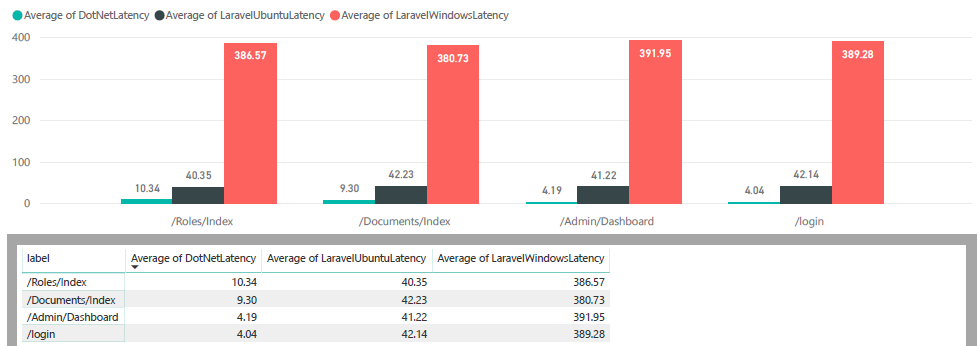 Average of DotNetLatency Average of LaravelUbuntuLatency Average of LaravelWindowsLatency
400
300
200
100
0
10.34 40.35 386.57
9.30 42.23 380.73
4.19 41.22 391.95
4.04 42.14 389.28
/Roles/Index /Documents/Index /Admin/Dashboard /login
label Average of DotNetLatency Average of LaravelUbuntuLatency Average of LaravelWindowsLatency
/Roles/Index 10.34 40.35 386.57
/Documents/Index 9.30 42.23 380.73
/Admin/Dashboard 4.19 41.22 391.95
/login 4.04 42.14 389.28